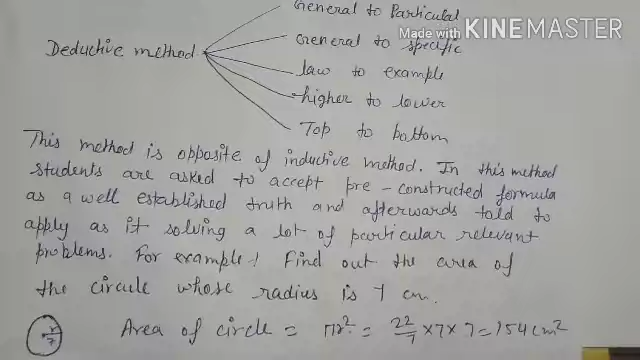 General to Particular
Made with KINEMASTER
General to specific
Deductive method
law to example
higher to lower
Top to bottom
This method is opposite of inductive method. In this method
students are asked to accept pre-constructed formula
as a well established truth and afterwards told to
apply as it solving a lot of particular relevant
problems. For example! Find out the area of
the circule whose radius is 7 cm.
Area of circle = πr² = 22/7 × 7 × 7 = 154 cm²
r
7